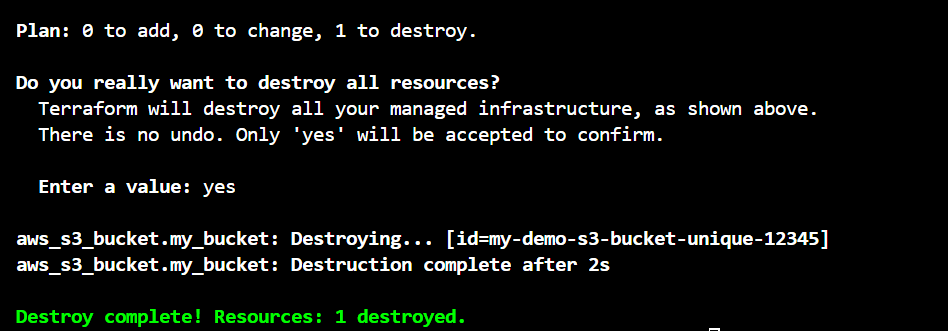 Plan: 0 to add, 0 to change, 1 to destroy.
Do you really want to destroy all resources?
Terraform will destroy all your managed infrastructure, as shown above.
There is no undo. Only 'yes' will be accepted to confirm.
Enter a value: yes
aws_s3_bucket.my_bucket: Destroying... [id=my-demo-s3-bucket-unique-12345]
aws_s3_bucket.my_bucket: Destruction complete after 2s
Destroy complete! Resources: 1 destroyed.